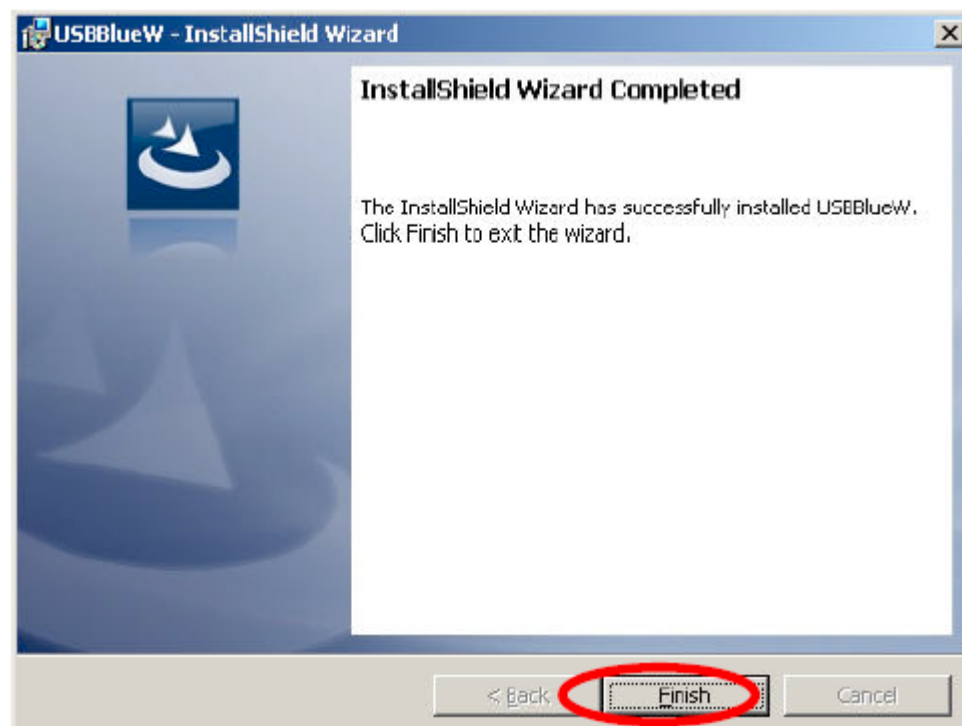 USBBlueW - InstallShield Wizard
InstallShield Wizard Completed
The InstallShield Wizard has successfully installed USBBlueW.
Click Finish to exit the wizard.
< Back Finish Cancel